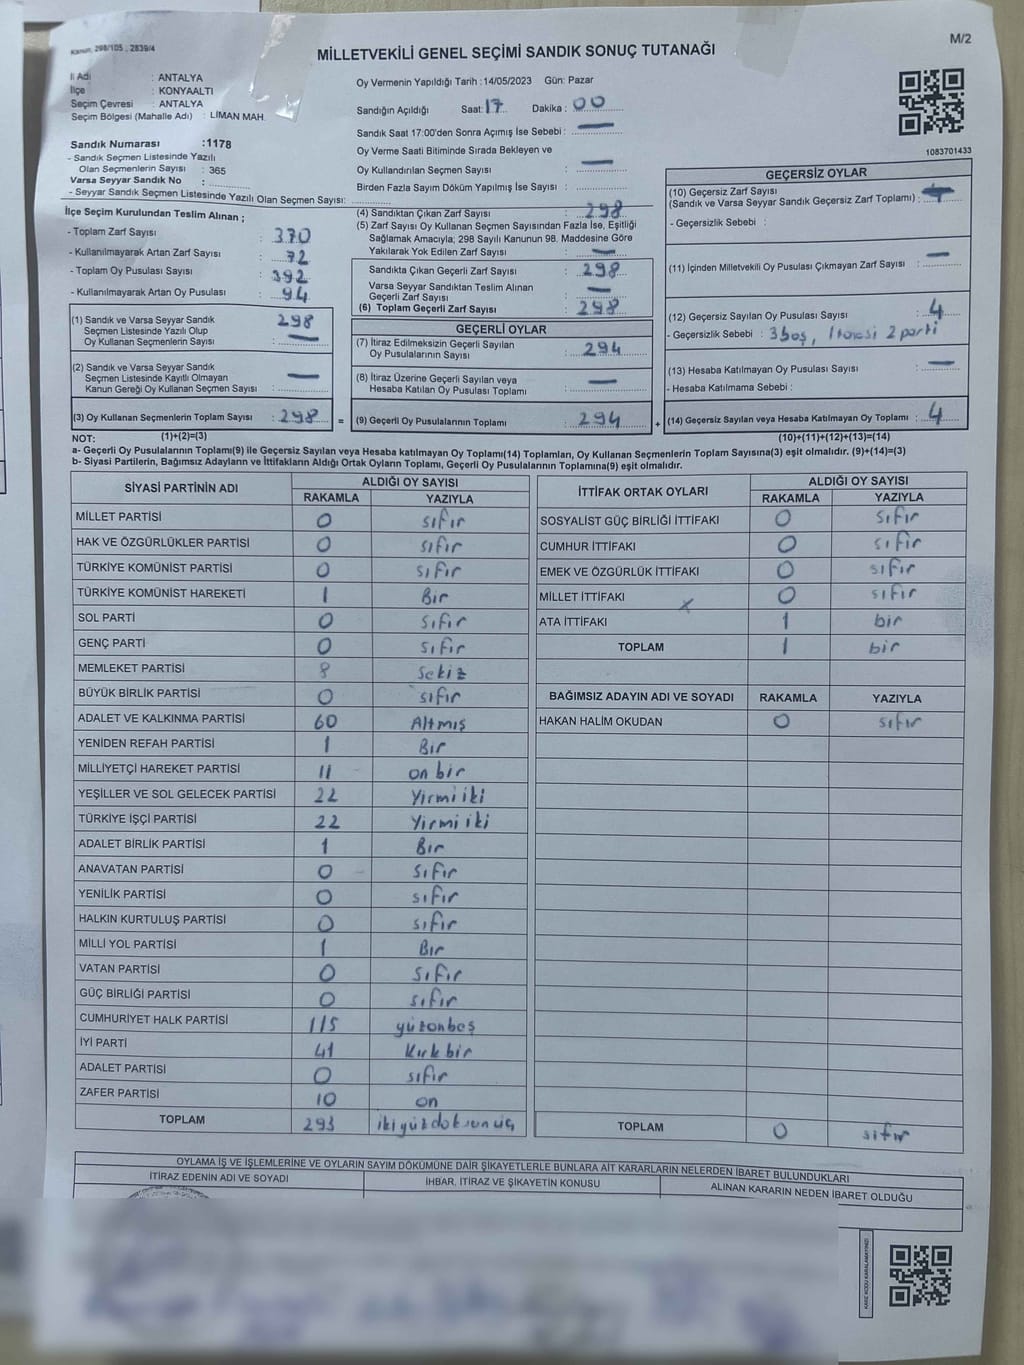 Kanun, 298/105 , 2839/4
MİLLETVEKİLİ GENEL SEÇİMİ SANDIK SONUÇ TUTANAĞI
M/2
İl Adı : ANTALYA
İlçe : KONYAALTI
Seçim Çevresi : ANTALYA
Seçim Bölgesi (Mahalle Adı) : LİMAN MAH.
Sandık Numarası :1178
- Sandık Seçmen Listesinde Yazılı
Olan Seçmenlerin Sayısı : 365
Varsa Seyyar Sandık No :
- Seyyar Sandık Seçmen Listesinde Yazılı Olan Seçmen Sayısı:
Oy Vermenin Yapıldığı Tarih :14/05/2023 Gün: Pazar
Sandığın Açıldığı Saat: 17 Dakika : 00
Sandık Saat 17:00'den Sonra Açımış İse Sebebi : —
Oy Verme Saati Bitiminde Sırada Bekleyen ve
Oy Kullandırılan Seçmen Sayısı : —
Birden Fazla Sayım Döküm Yapılmış İse Sayısı :
1083701433
İlçe Seçim Kurulundan Teslim Alınan ;
- Toplam Zarf Sayısı : 370
- Kullanılmayarak Artan Zarf Sayısı : 72
- Toplam Oy Pusulası Sayısı : 392
- Kullanılmayarak Artan Oy Pusulası : 94
(1) Sandık ve Varsa Seyyar Sandık
Seçmen Listesinde Yazılı Olup
Oy Kullanan Seçmenlerin Sayısı : 298 —
(2) Sandık ve Varsa Seyyar Sandık
Seçmen Listesinde Kayıtlı Olmayan
Kanun Gereği Oy Kullanan Seçmen Sayısı : —
(3) Oy Kullanan Seçmenlerin Toplam Sayısı : 298 =
(1)+(2)=(3)
(4) Sandıktan Çıkan Zarf Sayısı : 298
(5) Zarf Sayısı Oy Kullanan Seçmen Sayısından Fazla İse, Eşitliği
Sağlamak Amacıyla; 298 Sayılı Kanunun 98. Maddesine Göre
Yakılarak Yok Edilen Zarf Sayısı : —
Sandıkta Çıkan Geçerli Zarf Sayısı : 298
Varsa Seyyar Sandıktan Teslim Alınan
Geçerli Zarf Sayısı : —
(6) Toplam Geçerli Zarf Sayısı : 298
GEÇERLİ OYLAR
(7) İtiraz Edilmeksizin Geçerli Sayılan
Oy Pusulalarının Sayısı : 294
(8) İtiraz Üzerine Geçerli Sayılan veya
Hesaba Katılan Oy Pusulası Toplamı : —
(9) Geçerli Oy Pusulalarının Toplamı : 294 +
GEÇERSİZ OYLAR
(10) Geçersiz Zarf Sayısı
(Sandık ve Varsa Seyyar Sandık Geçersiz Zarf Toplamı) :
- Geçersizlik Sebebi :
(11) İçinden Milletvekili Oy Pusulası Çıkmayan Zarf Sayısı : —
(12) Geçersiz Sayılan Oy Pusulası Sayısı : 4
- Geçersizlik Sebebi : 3 boş, 1 tanesi 2 parti
(13) Hesaba Katılmayan Oy Pusulası Sayısı : —
- Hesaba Katılmama Sebebi :
(14) Geçersiz Sayılan veya Hesaba Katılmayan Oy Toplamı : 4
(10)+(11)+(12)+(13)=(14)
NOT:
a- Geçerli Oy Pusulalarının Toplamı(9) ile Geçersiz Sayılan veya Hesaba katılmayan Oy Toplamı(14) Toplamları, Oy Kullanan Seçmenlerin Toplam Sayısına(3) eşit olmalıdır. (9)+(14)=(3)
b- Siyasi Partilerin, Bağımsız Adayların ve İttifakların Aldığı Ortak Oyların Toplamı, Geçerli Oy Pusulalarının Toplamına(9) eşit olmalıdır.
SİYASİ PARTİNİN ADI ALDIĞI OY SAYISI
RAKAMLA YAZIYLA
MİLLET PARTİSİ 0 sıfır
HAK VE ÖZGÜRLÜKLER PARTİSİ 0 sıfır
TÜRKİYE KOMÜNİST PARTİSİ 0 sıfır
TÜRKİYE KOMÜNİST HAREKETİ 1 Bir
SOL PARTİ 0 sıfır
GENÇ PARTİ 0 sıfır
MEMLEKET PARTİSİ 8 Sekiz
BÜYÜK BİRLİK PARTİSİ 0 sıfır
ADALET VE KALKINMA PARTİSİ 60 Altmış
YENİDEN REFAH PARTİSİ 1 Bir
MİLLİYETÇİ HAREKET PARTİSİ 11 on bir
YEŞİLLER VE SOL GELECEK PARTİSİ 22 Yirmi iki
TÜRKİYE İŞÇİ PARTİSİ 22 Yirmi iki
ADALET BİRLİK PARTİSİ 1 Bir
ANAVATAN PARTİSİ 0 sıfır
YENİLİK PARTİSİ 0 sıfır
HALKIN KURTULUŞ PARTİSİ 0 sıfır
MİLLİ YOL PARTİSİ 1 Bir
VATAN PARTİSİ 0 sıfır
GÜÇ BİRLİĞİ PARTİSİ 0 sıfır
CUMHURİYET HALK PARTİSİ 115 yüzonbeş
İYİ PARTİ 41 Kırk bir
ADALET PARTİSİ 0 sıfır
ZAFER PARTİSİ 10 on
TOPLAM 293 ikiyüzdoksanüç
İTTİFAK ORTAK OYLARI ALDIĞI OY SAYISI
RAKAMLA YAZIYLA
SOSYALİST GÜÇ BİRLİĞİ İTTİFAKI 0 sıfır
CUMHUR İTTİFAKI 0 sıfır
EMEK VE ÖZGÜRLÜK İTTİFAKI 0 sıfır
MİLLET İTTİFAKI x 0 sıfır
ATA İTTİFAKI 1 bir
TOPLAM 1 bir
BAĞIMSIZ ADAYIN ADI VE SOYADI RAKAMLA YAZIYLA
HAKAN HALİM OKUDAN 0 sıfır
TOPLAM 0 sıfır
OYLAMA İŞ VE İŞLEMLERİNE VE OYLARIN SAYIM DÖKÜMÜNE DAİR ŞİKAYETLERLE BUNLARA AİT KARARLARIN NELERDEN İBARET BULUNDUKLARI
İTİRAZ EDENİN ADI VE SOYADI İHBAR, İTİRAZ VE ŞİKAYETİN KONUSU ALINAN KARARIN NEDEN İBARET OLDUĞU
KARE KODU KARALAMAYINIZ!